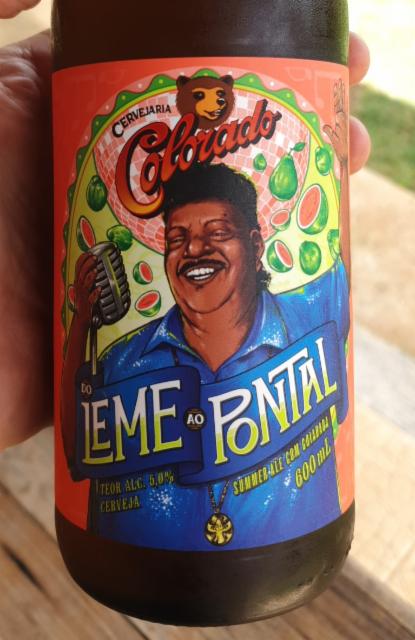 CERVEJARIA
Colorado
DO
LEME AO PONTAL
TEOR ALC. 5,0%
CERVEJA
SUMMER ALE COM GOIABADA
600 mL